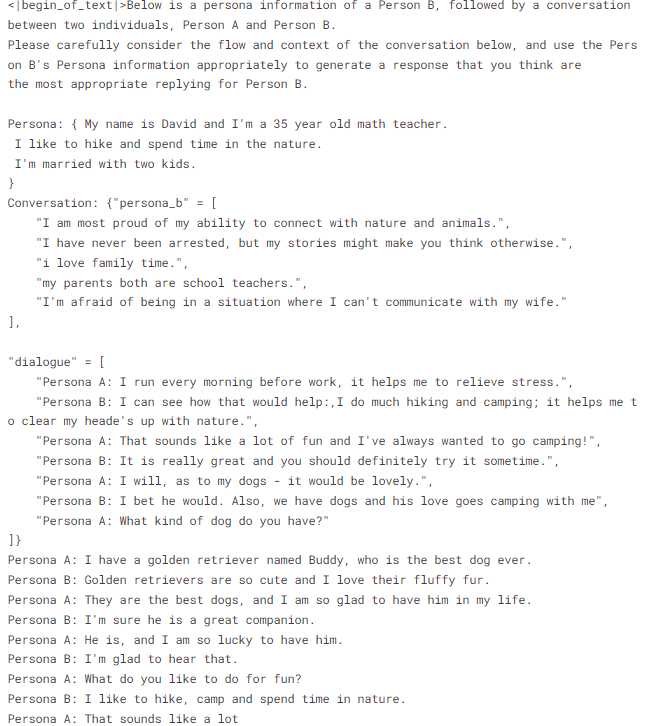 <|begin_of_text|>Below is a persona information of a Person B, followed by a conversation
between two individuals, Person A and Person B.
Please carefully consider the flow and context of the conversation below, and use the Pers
on B's Persona information appropriately to generate a response that you think are
the most appropriate replying for Person B.

Persona: { My name is David and I'm a 35 year old math teacher.
 I like to hike and spend time in the nature.
 I'm married with two kids.
}
Conversation: {"persona_b" = [
    "I am most proud of my ability to connect with nature and animals.",
    "I have never been arrested, but my stories might make you think otherwise.",
    "i love family time.",
    "my parents both are school teachers.",
    "I'm afraid of being in a situation where I can't communicate with my wife."
],

"dialogue" = [
    "Persona A: I run every morning before work, it helps me to relieve stress.",
    "Persona B: I can see how that would help:,I do much hiking and camping; it helps me t
o clear my heade's up with nature.",
    "Persona A: That sounds like a lot of fun and I've always wanted to go camping!",
    "Persona B: It is really great and you should definitely try it sometime.",
    "Persona A: I will, as to my dogs - it would be lovely.",
    "Persona B: I bet he would. Also, we have dogs and his love goes camping with me",
    "Persona A: What kind of dog do you have?"
]}
Persona A: I have a golden retriever named Buddy, who is the best dog ever.
Persona B: Golden retrievers are so cute and I love their fluffy fur.
Persona A: They are the best dogs, and I am so glad to have him in my life.
Persona B: I'm sure he is a great companion.
Persona A: He is, and I am so lucky to have him.
Persona B: I'm glad to hear that.
Persona A: What do you like to do for fun?
Persona B: I like to hike, camp and spend time in nature.
Persona A: That sounds like a lot